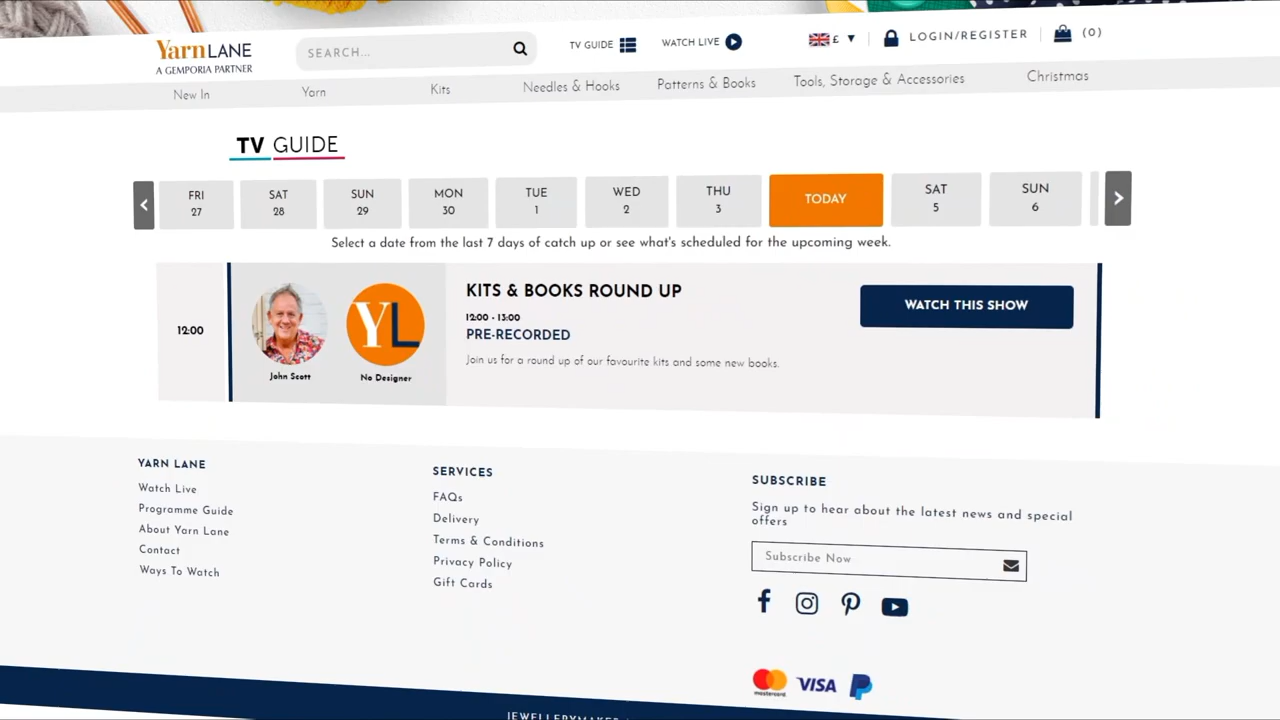 Yarn LANE
A GEMPORIA PARTNER
SEARCH...
TV GUIDE
WATCH LIVE
£
LOGIN/REGISTER
(0)
New In
Yarn
Kits
Needles & Hooks
Patterns & Books
Tools, Storage & Accessories
Christmas
TV GUIDE
FRI
27
SAT
28
SUN
29
MON
30
TUE
1
WED
2
THU
3
TODAY
SAT
5
SUN
6
Select a date from the last 7 days of catch up or see what's scheduled for the upcoming week.
12:00
YL
John Scott
No Designer
KITS & BOOKS ROUND UP
12:00 - 13:00
PRE-RECORDED
Join us for a round up of our favourite kits and some new books.
WATCH THIS SHOW
YARN LANE
Watch Live
Programme Guide
About Yarn Lane
Contact
Ways To Watch
SERVICES
FAQs
Delivery
Terms & Conditions
Privacy Policy
Gift Cards
SUBSCRIBE
Sign up to hear about the latest news and special
offers
Subscribe Now
mastercard
VISA
JEWELLERYMAKER